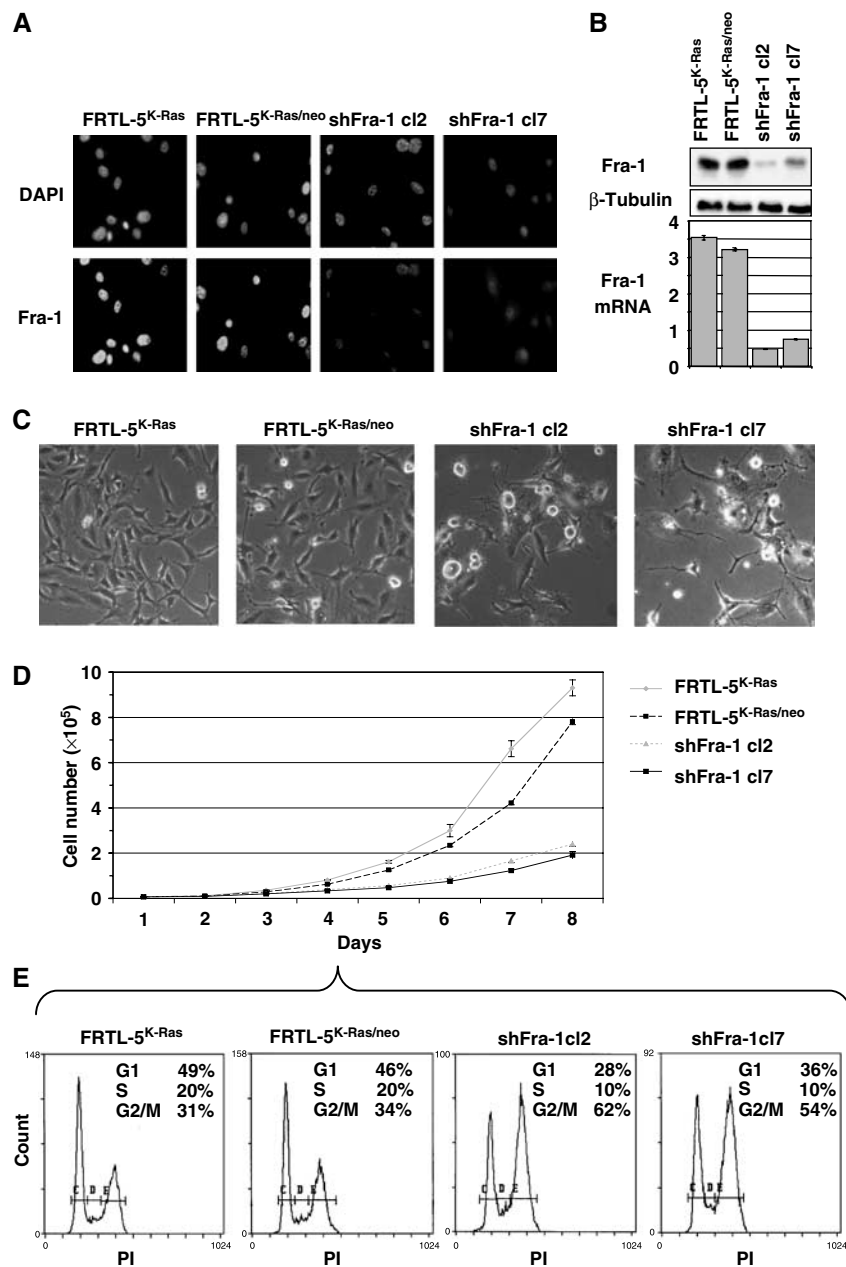 A
FRTL-5K-Ras FRTL-5K-Ras/neo shFra-1 cl2 shFra-1 cl7
DAPI
Fra-1
B
FRTL-5K-Ras
FRTL-5K-Ras/neo
shFra-1 cl2
shFra-1 cl7
Fra-1
β-Tubulin
4
3
2
1
0
Fra-1
mRNA
C
FRTL-5K-Ras FRTL-5K-Ras/neo shFra-1 cl2 shFra-1 cl7
D
Cell number (×10⁵)
10
8
6
4
2
0
1 2 3 4 5 6 7 8
Days
FRTL-5K-Ras
FRTL-5K-Ras/neo
shFra-1 cl2
shFra-1 cl7
E
FRTL-5K-Ras FRTL-5K-Ras/neo shFra-1cl2 shFra-1cl7
Count
148
G1 49%
S 20%
G2/M 31%
C D E
0
0 1024
PI
158
G1 46%
S 20%
G2/M 34%
C D E
0
0 1024
PI
100
G1 28%
S 10%
G2/M 62%
C D E
0
0 1024
PI
92
G1 36%
S 10%
G2/M 54%
C D E
0
0 1024
PI